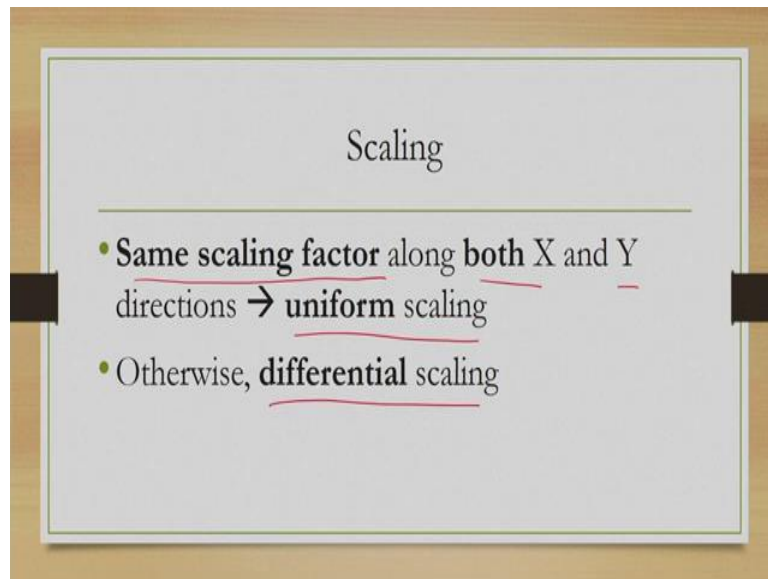 Scaling
• Same scaling factor along both X and Y
directions → uniform scaling
• Otherwise, differential scaling